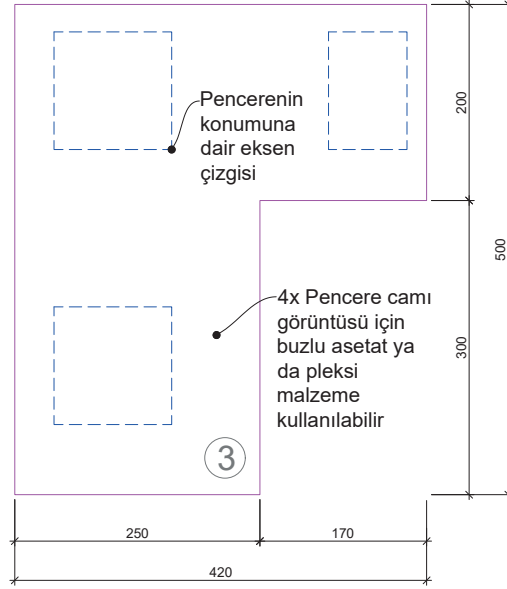 Pencerenin
konumuna
dair eksen
çizgisi
200
500
4x Pencere camı
görüntüsü için
buzlu asetat ya
da pleksi
malzeme
kullanılabilir
300
3
250
170
420